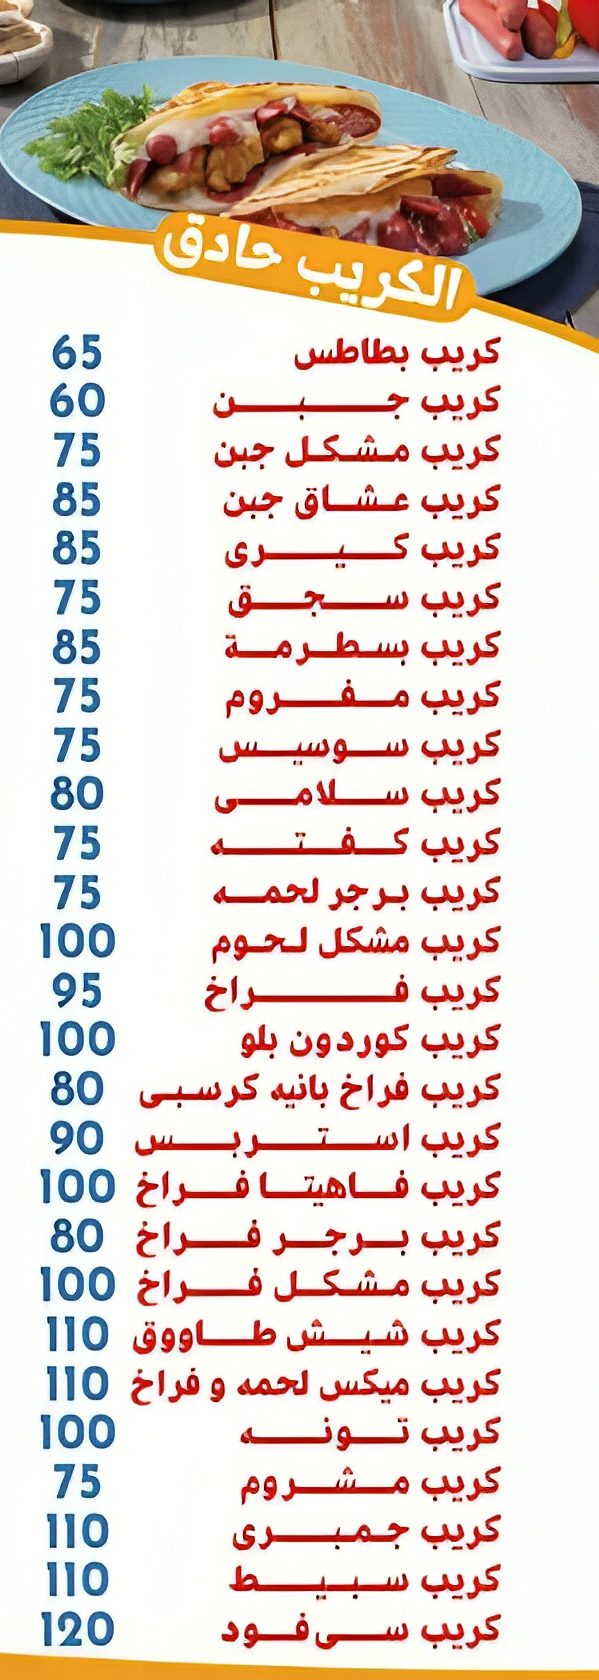 الكريب حادق
كريب بطاطس 65
كريب جبن 60
كريب مشكل جبن 75
كريب عشاق جبن 85
كريب كيرى 85
كريب سجق 75
كريب بسطرمة 85
كريب مفروم 75
كريب سوسيس 75
كريب سلامى 80
كريب كفته 75
كريب برجر لحمه 75
كريب مشكل لحوم 100
كريب فراخ 95
كريب كوردون بلو 100
كريب فراخ بانيه كرسبى 80
كريب استربس 90
كريب فاهيتا فراخ 100
كريب برجر فراخ 80
كريب مشكل فراخ 100
كريب شيش طاووق 110
كريب ميكس لحمه و فراخ 110
كريب تونه 100
كريب مشروم 75
كريب جمبرى 110
كريب سبيط 110
كريب سى فود 120